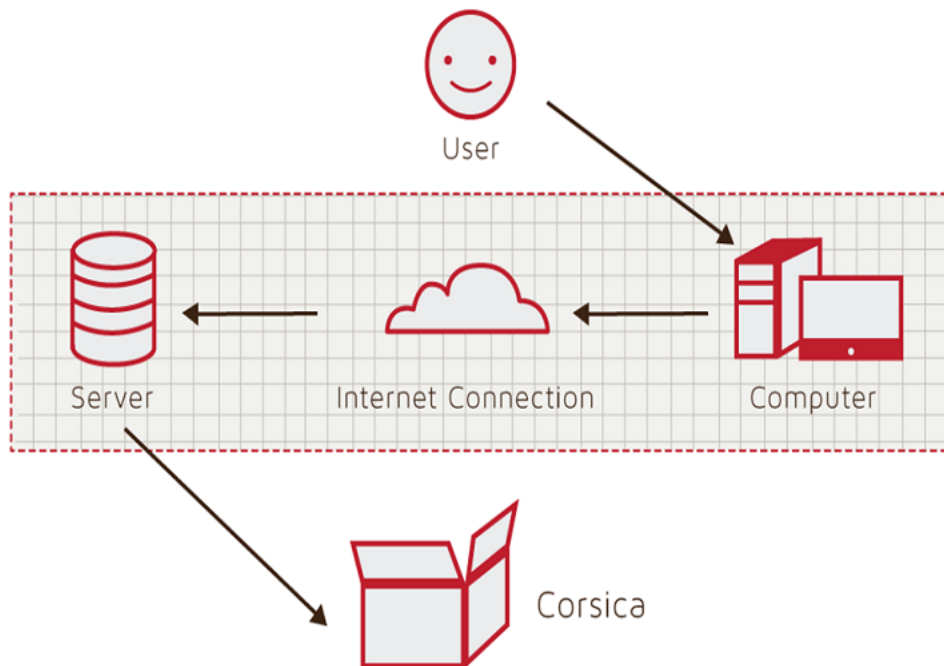 User
Server
Internet Connection
Computer
Corsica